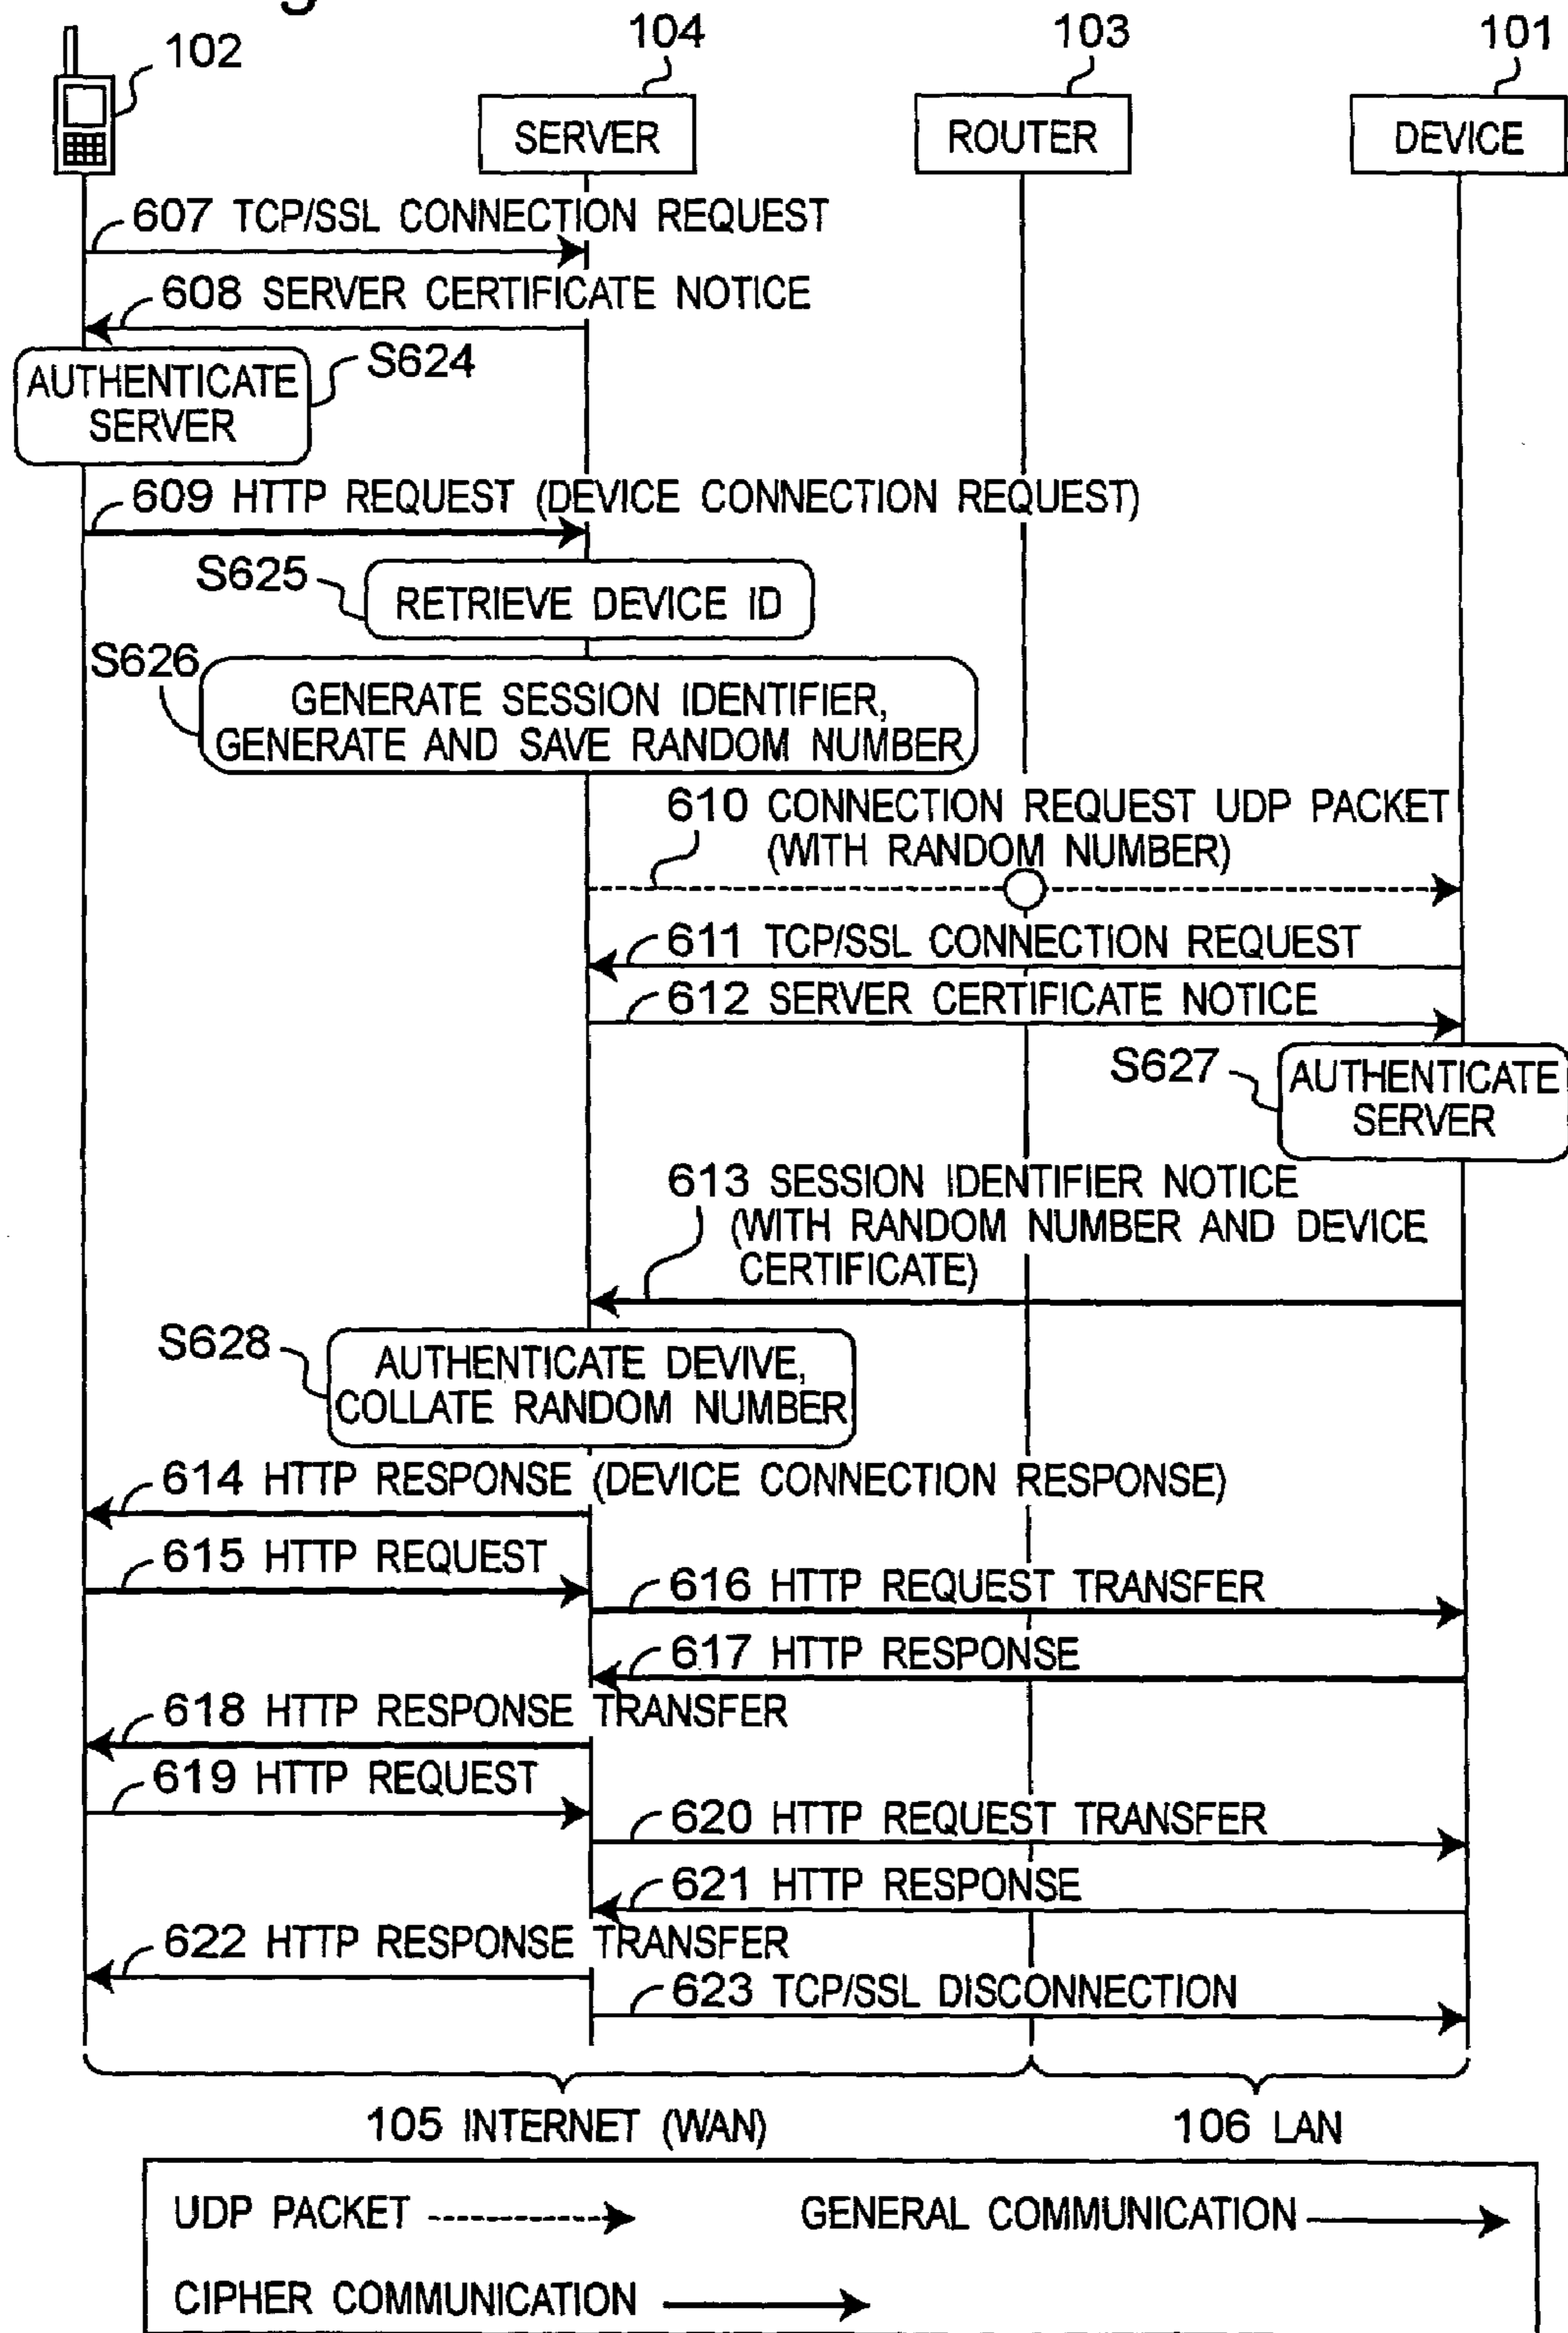 102
104
103
101
SERVER
ROUTER
DEVICE
607 TCP/SSL CONNECTION REQUEST
608 SERVER CERTIFICATE NOTICE
S624
AUTHENTICATE
SERVER
609 HTTP REQUEST (DEVICE CONNECTION REQUEST)
S625
RETRIEVE DEVICE ID
S626
GENERATE SESSION IDENTIFIER,
GENERATE AND SAVE RANDOM NUMBER
610 CONNECTION REQUEST UDP PACKET
(WITH RANDOM NUMBER)
611 TCP/SSL CONNECTION REQUEST
612 SERVER CERTIFICATE NOTICE
S627
AUTHENTICATE
SERVER
613 SESSION IDENTIFIER NOTICE
(WITH RANDOM NUMBER AND DEVICE
CERTIFICATE)
S628
AUTHENTICATE DEVIVE,
COLLATE RANDOM NUMBER
614 HTTP RESPONSE (DEVICE CONNECTION RESPONSE)
615 HTTP REQUEST
616 HTTP REQUEST TRANSFER
617 HTTP RESPONSE
618 HTTP RESPONSE TRANSFER
619 HTTP REQUEST
620 HTTP REQUEST TRANSFER
621 HTTP RESPONSE
622 HTTP RESPONSE TRANSFER
623 TCP/SSL DISCONNECTION
105 INTERNET (WAN)
106 LAN
UDP PACKET
GENERAL COMMUNICATION
CIPHER COMMUNICATION